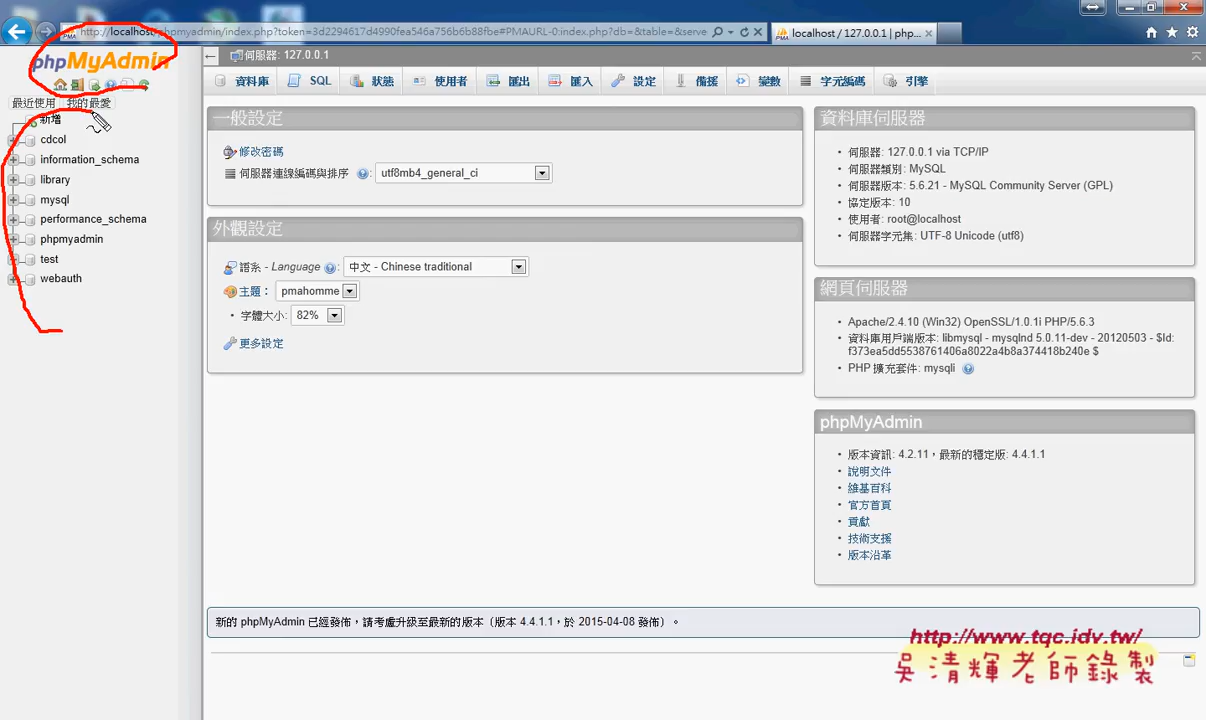 http://localhost/phpmyadmin/index.php?token=3d2294617d4990fea546a756b6b88fbe#PMAURL-0:index.php?db=&table=&serve
localhost / 127.0.0.1 | php...
phpMyAdmin
最近使用 我的最愛
新增
cdcol
information_schema
library
mysql
performance_schema
phpmyadmin
test
webauth
伺服器: 127.0.0.1
資料庫 SQL 狀態 使用者 匯出 匯入 設定 備援 變數 字元編碼 引擎
一般設定
修改密碼
伺服器連線編碼與排序 : utf8mb4_general_ci
外觀設定
語系 - Language : 中文 - Chinese traditional
主題: pmahomme
• 字體大小: 82%
更多設定
資料庫伺服器
• 伺服器: 127.0.0.1 via TCP/IP
• 伺服器類別: MySQL
• 伺服器版本: 5.6.21 - MySQL Community Server (GPL)
• 協定版本: 10
• 使用者: root@localhost
• 伺服器字元集: UTF-8 Unicode (utf8)
網頁伺服器
• Apache/2.4.10 (Win32) OpenSSL/1.0.1i PHP/5.6.3
• 資料庫用戶端版本: libmysql - mysqlnd 5.0.11-dev - 20120503 - $Id:
f373ea5dd5538761406a8022a4b8a374418b240e $
• PHP 擴充套件: mysqli
phpMyAdmin
• 版本資訊: 4.2.11，最新的穩定版: 4.4.1.1
• 說明文件
• 維基百科
• 官方首頁
• 貢獻
• 技術支援
• 版本沿革
新的 phpMyAdmin 已經發佈，請考慮升級至最新的版本（版本 4.4.1.1，於 2015-04-08 發佈）。
http://www.tqc.idv.tw/
吳清輝老師錄製